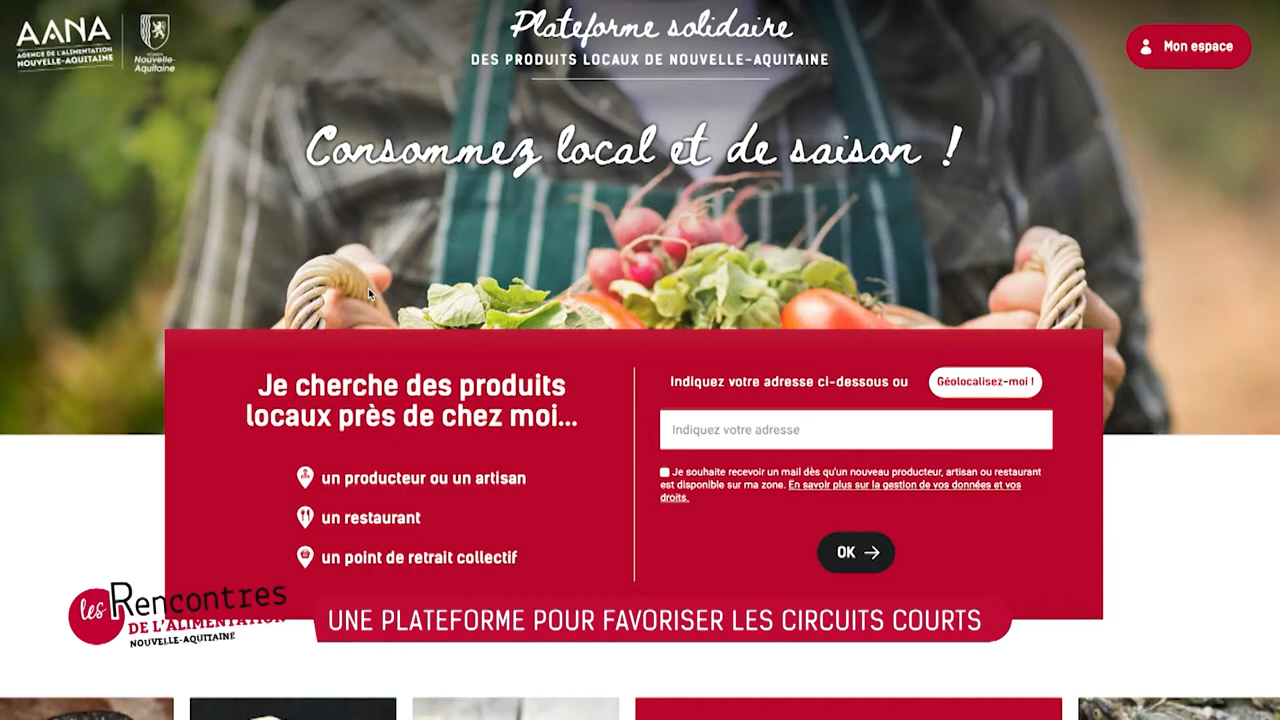 AANA
AGENCE DE L'ALIMENTATION
NOUVELLE-AQUITAINE
RÉGION
Nouvelle-
Aquitaine
Plateforme solidaire
DES PRODUITS LOCAUX DE NOUVELLE-AQUITAINE
Mon espace
Consommez local et de saison !
Je cherche des produits
locaux près de chez moi...
un producteur ou un artisan
un restaurant
un point de retrait collectif
Indiquez votre adresse ci-dessous ou
Géolocalisez-moi !
Indiquez votre adresse
Je souhaite recevoir un mail dès qu'un nouveau producteur, artisan ou restaurant
est disponible sur ma zone. En savoir plus sur la gestion de vos données et vos
droits.
OK
les Rencontres
DE L'ALIMENTATION
NOUVELLE-AQUITAINE
UNE PLATEFORME POUR FAVORISER LES CIRCUITS COURTS